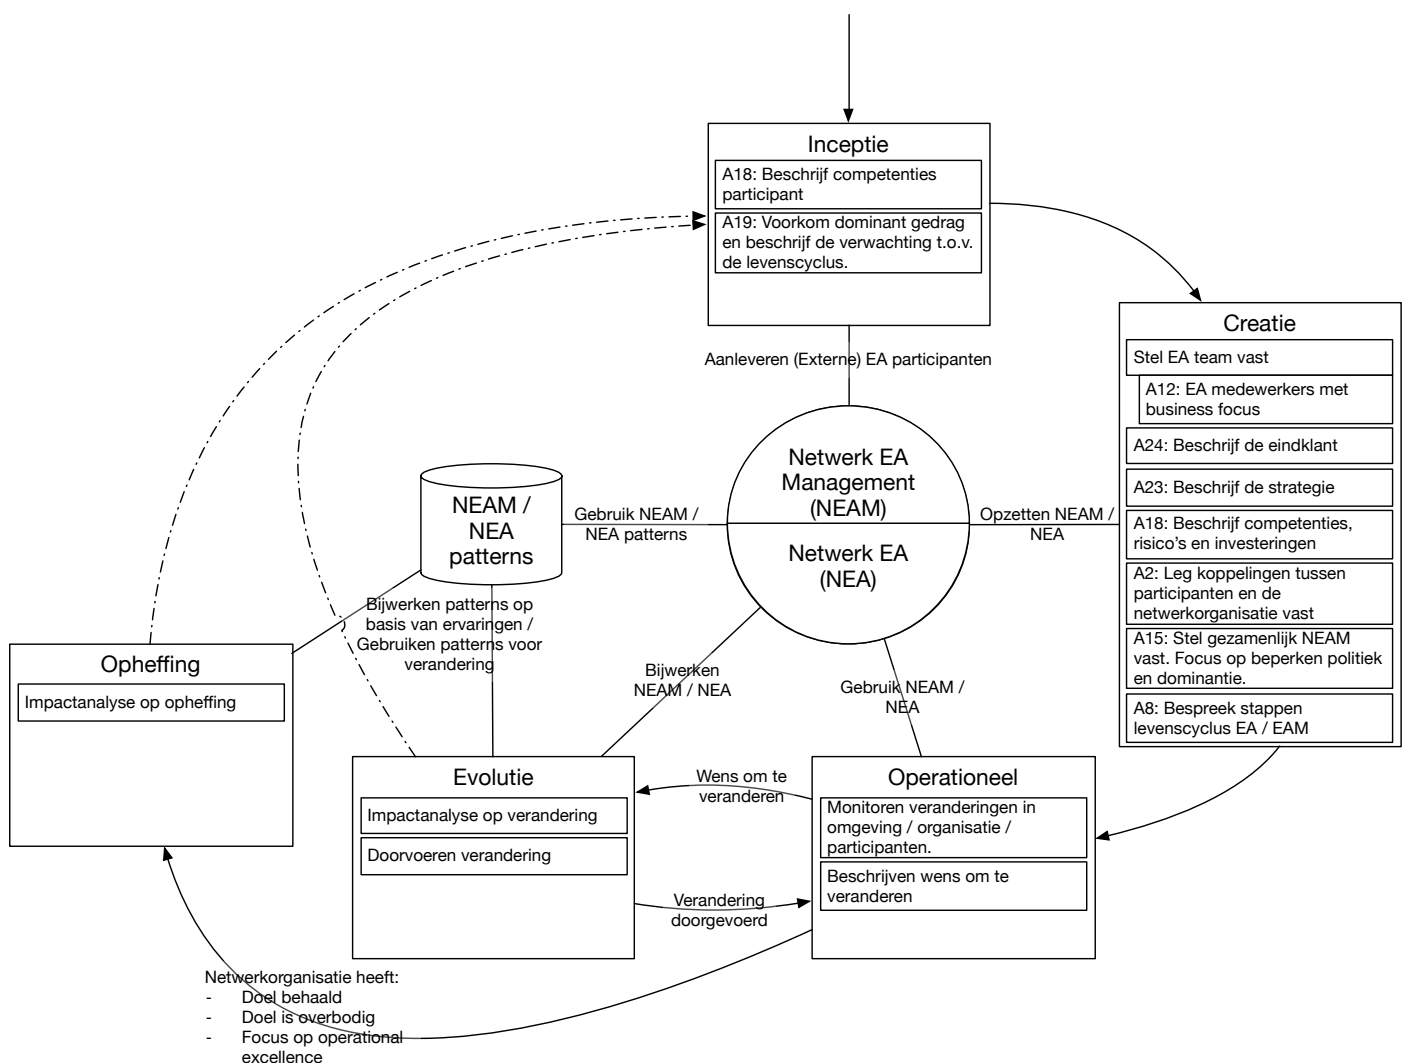 Inceptie
A18: Beschrijf competenties
participant
A19: Voorkom dominant gedrag
en beschrijf de verwachting t.o.v.
de levenscyclus.
Aanleveren (Externe) EA participanten
Creatie
Stel EA team vast
A12: EA medewerkers met
business focus
A24: Beschrijf de eindklant
A23: Beschrijf de strategie
A18: Beschrijf competenties,
risico's en investeringen
A2: Leg koppelingen tussen
participanten en de
netwerkorganisatie vast
A15: Stel gezamenlijk NEAM
vast. Focus op beperken politiek
en dominantie.
A8: Bespreek stappen
levenscyclus EA / EAM
Netwerk EA
Management
(NEAM)
Netwerk EA
(NEA)
Opzetten NEAM /
NEA
Gebruik NEAM /
NEA patterns
NEAM /
NEA
patterns
Bijwerken patterns op
basis van ervaringen /
Gebruiken patterns voor
verandering
Bijwerken
NEAM / NEA
Gebruik NEAM /
NEA
Opheffing
Impactanalyse op opheffing
Evolutie
Impactanalyse op verandering
Doorvoeren verandering
Wens om te
veranderen
Verandering
doorgevoerd
Operationeel
Monitoren veranderingen in
omgeving / organisatie /
participanten.
Beschrijven wens om te
veranderen
Netwerkorganisatie heeft:
- Doel behaald
- Doel is overbodig
- Focus op operational
excellence